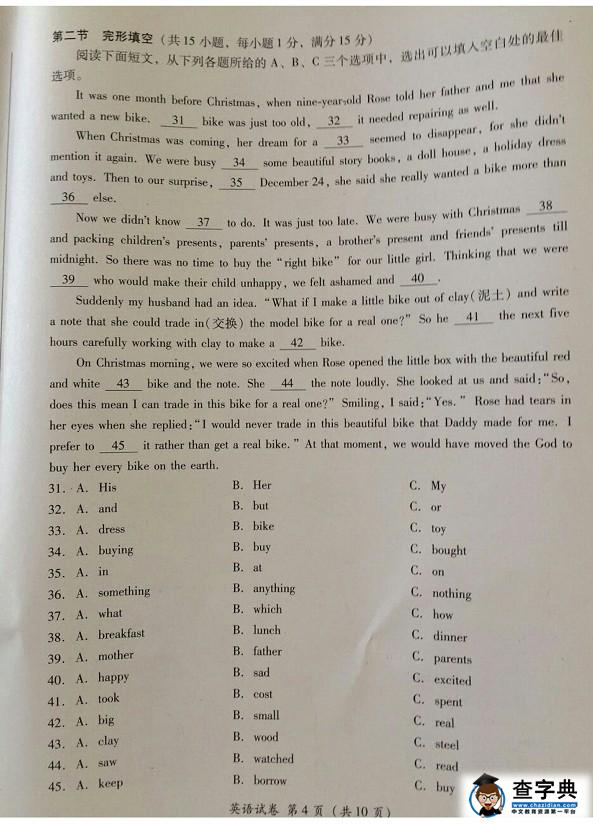 第二节 完形填空（共15小题，每小题1分，满分15分）
阅读下面短文，从下列各题所给的 A、B、C 三个选项中，选出可以填入空白处的最佳
选项。
It was one month before Christmas, when nine-year-old Rose told her father and me that she
wanted a new bike. 31 bike was just too old, 32 it needed repairing as well.
When Christmas was coming, her dream for a 33 seemed to disappear, for she didn't
mention it again. We were busy 34 some beautiful story books, a doll house, a holiday dress
and toys. Then to our surprise, 35 December 24, she said she really wanted a bike more than
36 else.
Now we didn't know 37 to do. It was just too late. We were busy with Christmas 38
and packing children's presents, parents' presents, a brother's present and friends' presents till
midnight. So there was no time to buy the "right bike" for our little girl. Thinking that we were
39 who would make their child unhappy, we felt ashamed and 40 .
Suddenly my husband had an idea. "What if I make a little bike out of clay(泥土) and write
a note that she could trade in(交换) the model bike for a real one?" So he 41 the next five
hours carefully working with clay to make a 42 bike.
On Christmas morning, we were so excited when Rose opened the little box with the beautiful red
and white 43 bike and the note. She 44 the note loudly. She looked at us and said:"So,
does this mean I can trade in this bike for a real one?" Smiling, I said:"Yes." Rose had tears in
her eyes when she replied:"I would never trade in this beautiful bike that Daddy made for me. I
prefer to 45 it rather than get a real bike." At that moment, we would have moved the God to
buy her every bike on the earth.
31. A. His B. Her C. My
32. A. and B. but C. or
33. A. dress B. bike C. toy
34. A. buying B. buy C. bought
35. A. in B. at C. on
36. A. something B. anything C. nothing
37. A. what B. which C. how
38. A. breakfast B. lunch C. dinner
39. A. mother B. father C. parents
40. A. happy B. sad C. excited
41. A. took B. cost C. spent
42. A. big B. small C. real
43. A. clay B. wood C. steel
44. A. saw B. watched C. read
45. A. keep B. borrow C. buy
英语试卷 第4页（共10页）
查字典
www.chazidian.com
中文教育资源第一平台